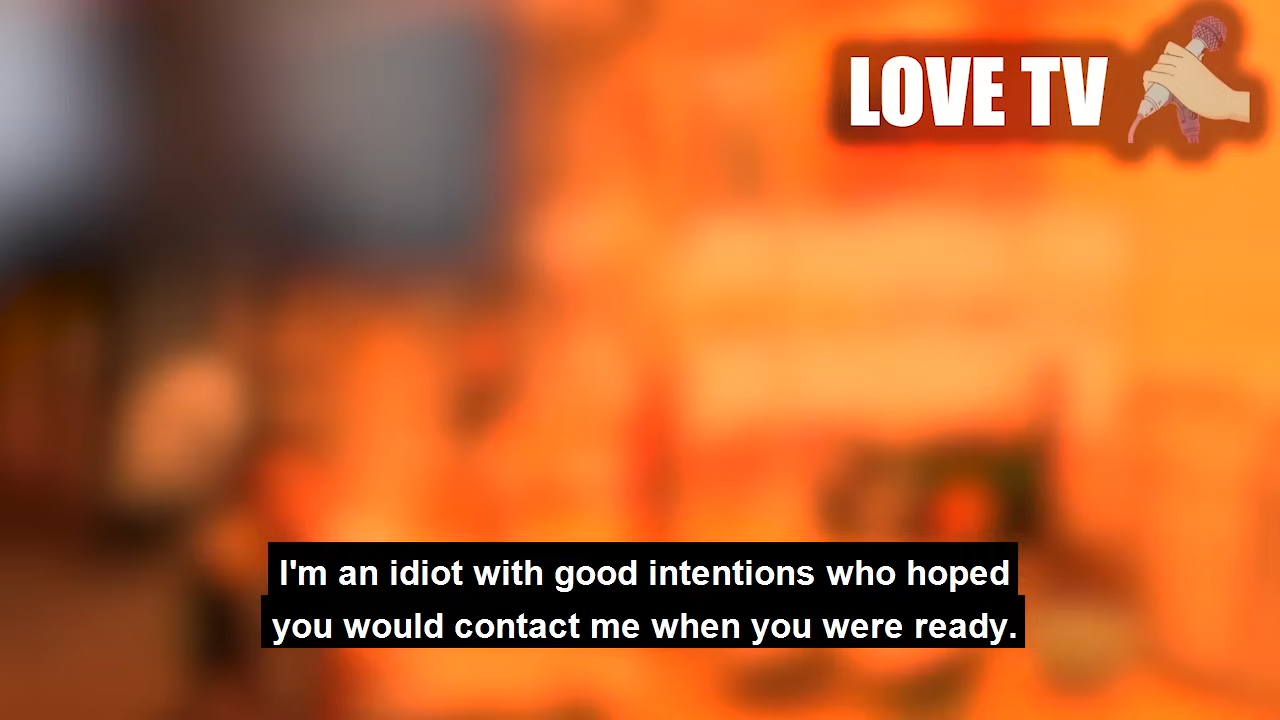 LOVE TV
I'm an idiot with good intentions who hoped
you would contact me when you were ready.